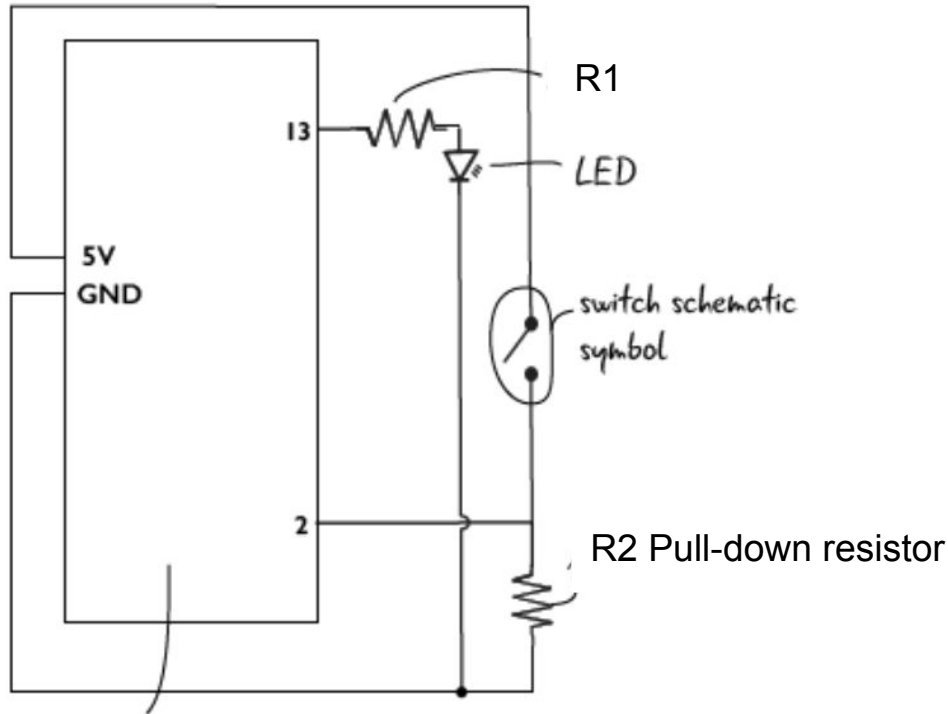 R1
13
LED
5V
GND
switch schematic
symbol
2
R2 Pull-down resistor